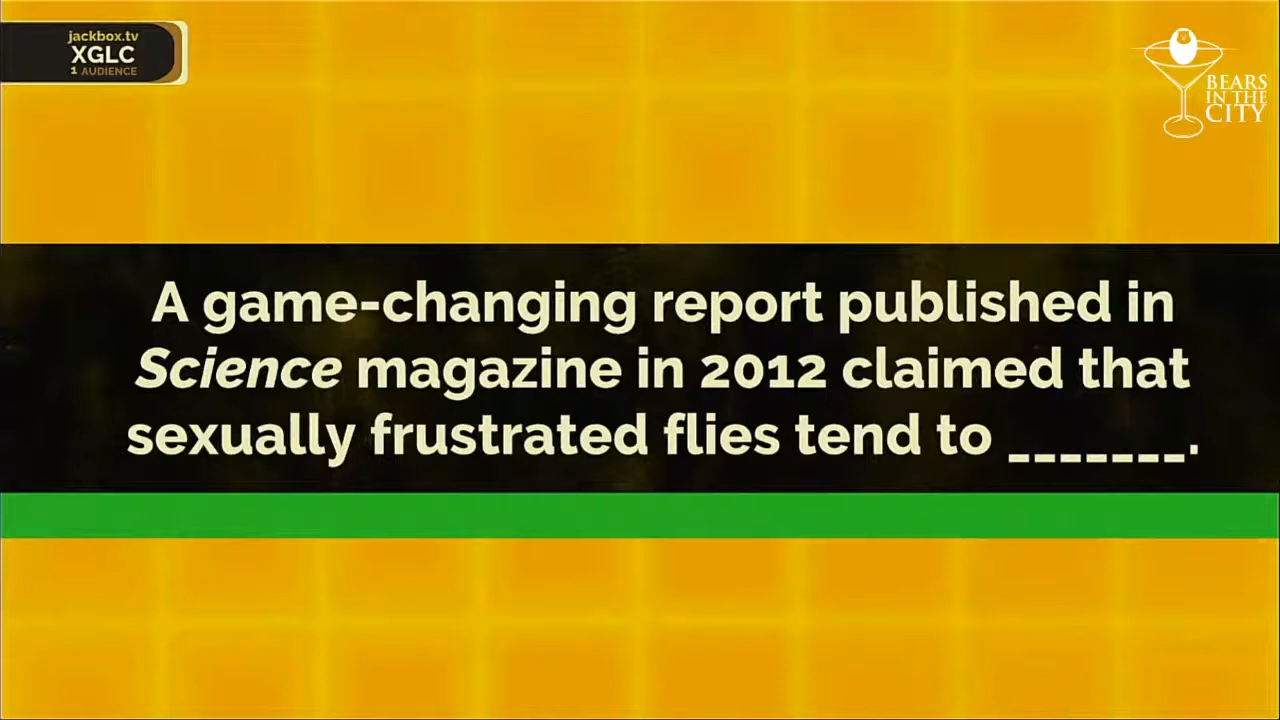 jackbox.tv
XGLC
1 AUDIENCE
BEARS
IN THE
CITY
A game-changing report published in
Science magazine in 2012 claimed that
sexually frustrated flies tend to _______.